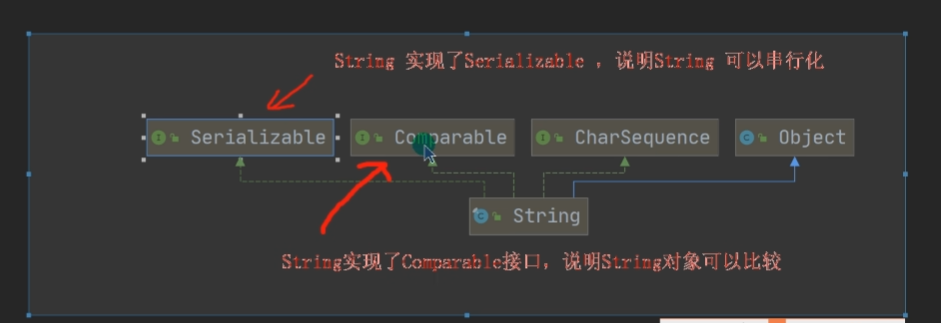 String 实现了Serializable ，说明String 可以串行化
Serializable
Comparable
CharSequence
Object
String
String实现了Comparable接口，说明String对象可以比较